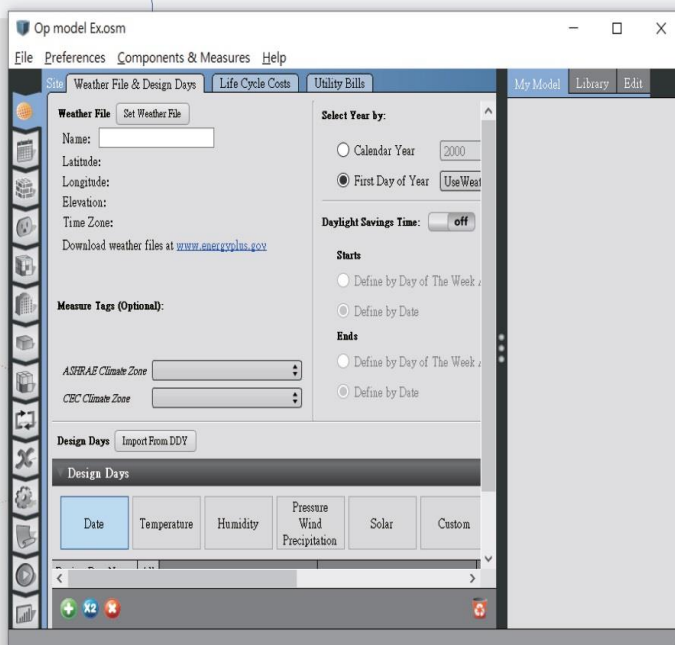 Op model Ex.osm
File Preferences Components & Measures Help
Site Weather File & Design Days Life Cycle Costs Utility Bills My Model Library Edit
Weather File Set Weather File Select Year by:
Name:
Calendar Year 2000
Latitude:
Longitude:
First Day of Year UseWeat
Elevation:
Time Zone:
Daylight Savings Time: off
Download weather files at www.energyplus.gov
Starts
Define by Day of The Week
Measure Tags (Optional):
Define by Date
Ends
ASHRAE Climate Zone
Define by Day of The Week
CEC Climate Zone
Define by Date
Design Days Import From DDY
Design Days
Date Temperature Humidity Pressure Wind Precipitation Solar Custom
All
X2